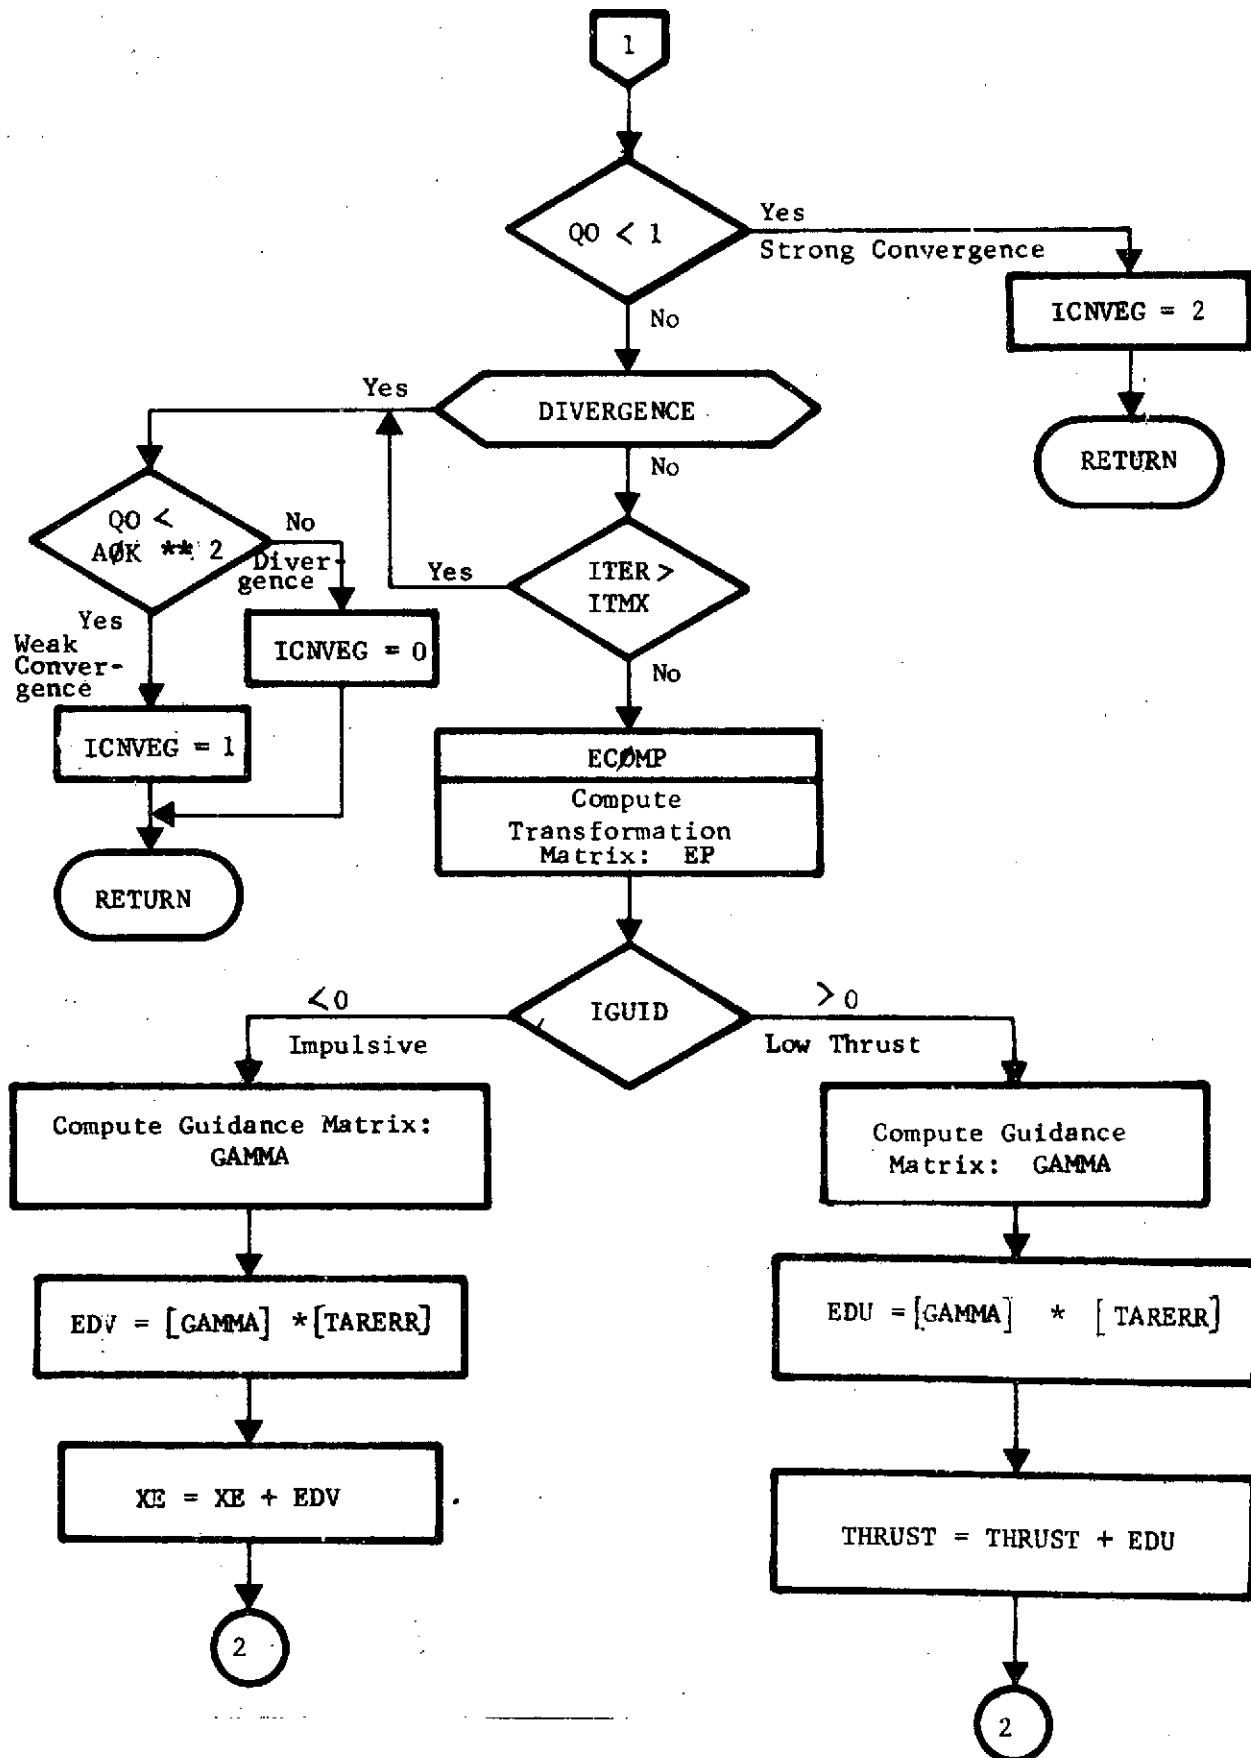 1
QO < 1
Yes
Strong Convergence
ICNVEG = 2
RETURN
No
DIVERGENCE
Yes
No
QO <
AØK ** 2
No
Diver-
gence
ICNVEG = 0
Yes
Weak
Conver-
gence
ICNVEG = 1
RETURN
ITER >
ITMX
Yes
No
ECØMP
Compute
Transformation
Matrix: EP
IGUID
<0
Impulsive
>0
Low Thrust
Compute Guidance Matrix:
GAMMA
EDV = [GAMMA] *[TARERR]
XE = XE + EDV
2
Compute Guidance
Matrix: GAMMA
EDU =[GAMMA] * [ TARERR]
THRUST = THRUST + EDU
2